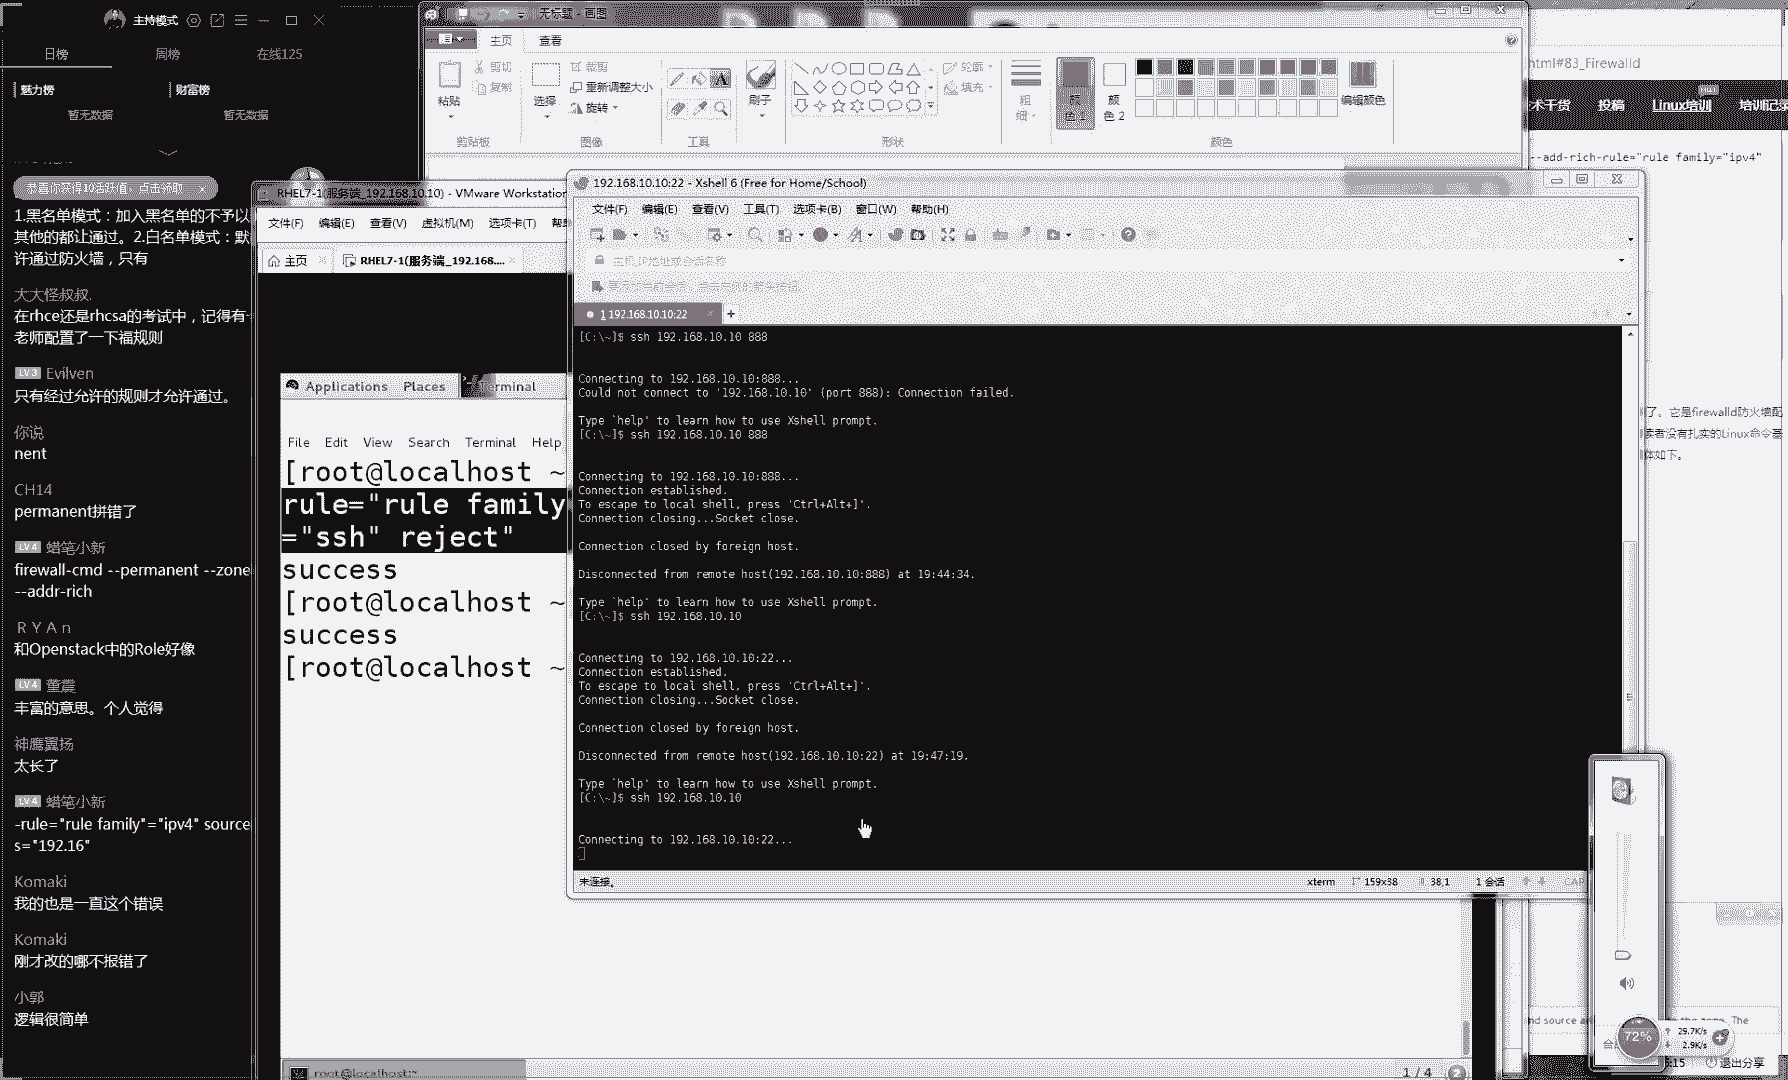 主持模式
日榜
周榜
在线125
魅力榜
财富榜
暂无数据
暂无数据
恭喜你获得10活跃值，点击领取
1.黑名单模式：加入黑名单的不予以
其他的都让通过。2.白名单模式：默
许通过防火墙，只有
大大怪叔叔.
在rhce还是rhcsa的考试中，记得有
老师配置了一下福规则
LV3 Evilven
只有经过允许的规则才允许通过。
你说
nent
CH14
permanent拼错了
LV4 蜡笔小新
firewall-cmd --permanent --zone
--addr-rich
R Y A n
和Openstack中的Role好像
LV4 董震
丰富的意思。个人觉得
神鹰翼扬
太长了
LV4 蜡笔小新
-rule="rule family"="ipv4" source
s="192.16"
Komaki
我的也是一直这个错误
Komaki
刚才改的哪不报错了
小郭
逻辑很简单
无标题 - 画图
主页
查看
粘贴
剪切
复制
剪贴板
选择
裁剪
重新调整大小
旋转
图像
工具
刷子
形状
轮廓
填充
粗
细
颜
色 1
颜
色 2
颜色
编辑颜色
html#83_Firewalld
术干货
投稿
Linux培训
培训记录
--add-rich-rule="rule family="ipv4"
了。它是firewalld防火墙配
读者没有扎实的Linux命令基
体如下。
RHEL7-1(服务端_192.168.10.10) - VMware Workstation
文件(F)
编辑(E)
查看(V)
虚拟机(M)
选项卡(T)
主页
RHEL7-1(服务端_192.168....
Applications
Places
Terminal
File
Edit
View
Search
Terminal
Help
[root@localhost ~
rule="rule family
="ssh" reject"
success
[root@localhost ~
success
[root@localhost ~
root@localhost:~
1 / 4
192.168.10.10:22 - Xshell 6 (Free for Home/School)
文件(F)
编辑(E)
查看(V)
工具(T)
选项卡(B)
窗口(W)
帮助(H)
主机,IP地址或会话名称
1 192.168.10.10:22
[C:\~]$ ssh 192.168.10.10 888
Connecting to 192.168.10.10:888...
Could not connect to '192.168.10.10' (port 888): Connection failed.
Type `help' to learn how to use Xshell prompt.
[C:\~]$ ssh 192.168.10.10 888
Connecting to 192.168.10.10:888...
Connection established.
To escape to local shell, press 'Ctrl+Alt+]'.
Connection closing...Socket close.
Connection closed by foreign host.
Disconnected from remote host(192.168.10.10:888) at 19:44:34.
Type `help' to learn how to use Xshell prompt.
[C:\~]$ ssh 192.168.10.10
Connecting to 192.168.10.10:22...
Connection established.
To escape to local shell, press 'Ctrl+Alt+]'.
Connection closing...Socket close.
Connection closed by foreign host.
Disconnected from remote host(192.168.10.10:22) at 19:47:19.
Type `help' to learn how to use Xshell prompt.
[C:\~]$ ssh 192.168.10.10
Connecting to 192.168.10.10:22...
未连接。
xterm
159x38
38,1
1 会话
CAP
72%
29.7K/s
2.9K/s
退出分享